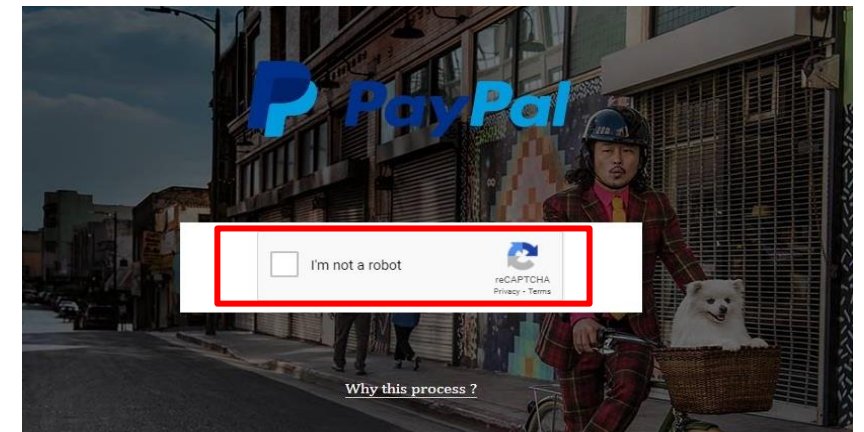 PayPal
I'm not a robot
reCAPTCHA
Privacy - Terms
Why this process ?